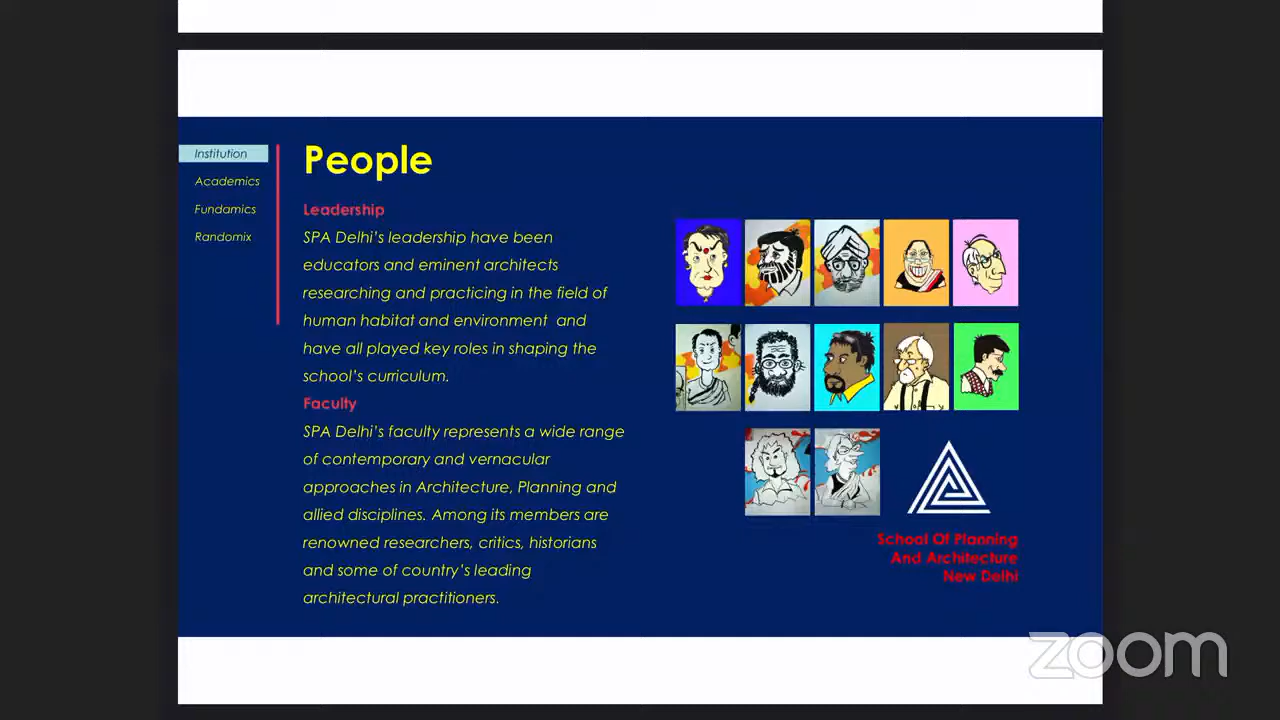 Institution
Academics
Fundamics
Randomix
People
Leadership
SPA Delhi's leadership have been
educators and eminent architects
researching and practicing in the field of
human habitat and environment and
have all played key roles in shaping the
school's curriculum.
Faculty
SPA Delhi's faculty represents a wide range
of contemporary and vernacular
approaches in Architecture, Planning and
allied disciplines. Among its members are
renowned researchers, critics, historians
and some of country's leading
architectural practitioners.
School Of Planning
And Architecture
New Delhi
zoom